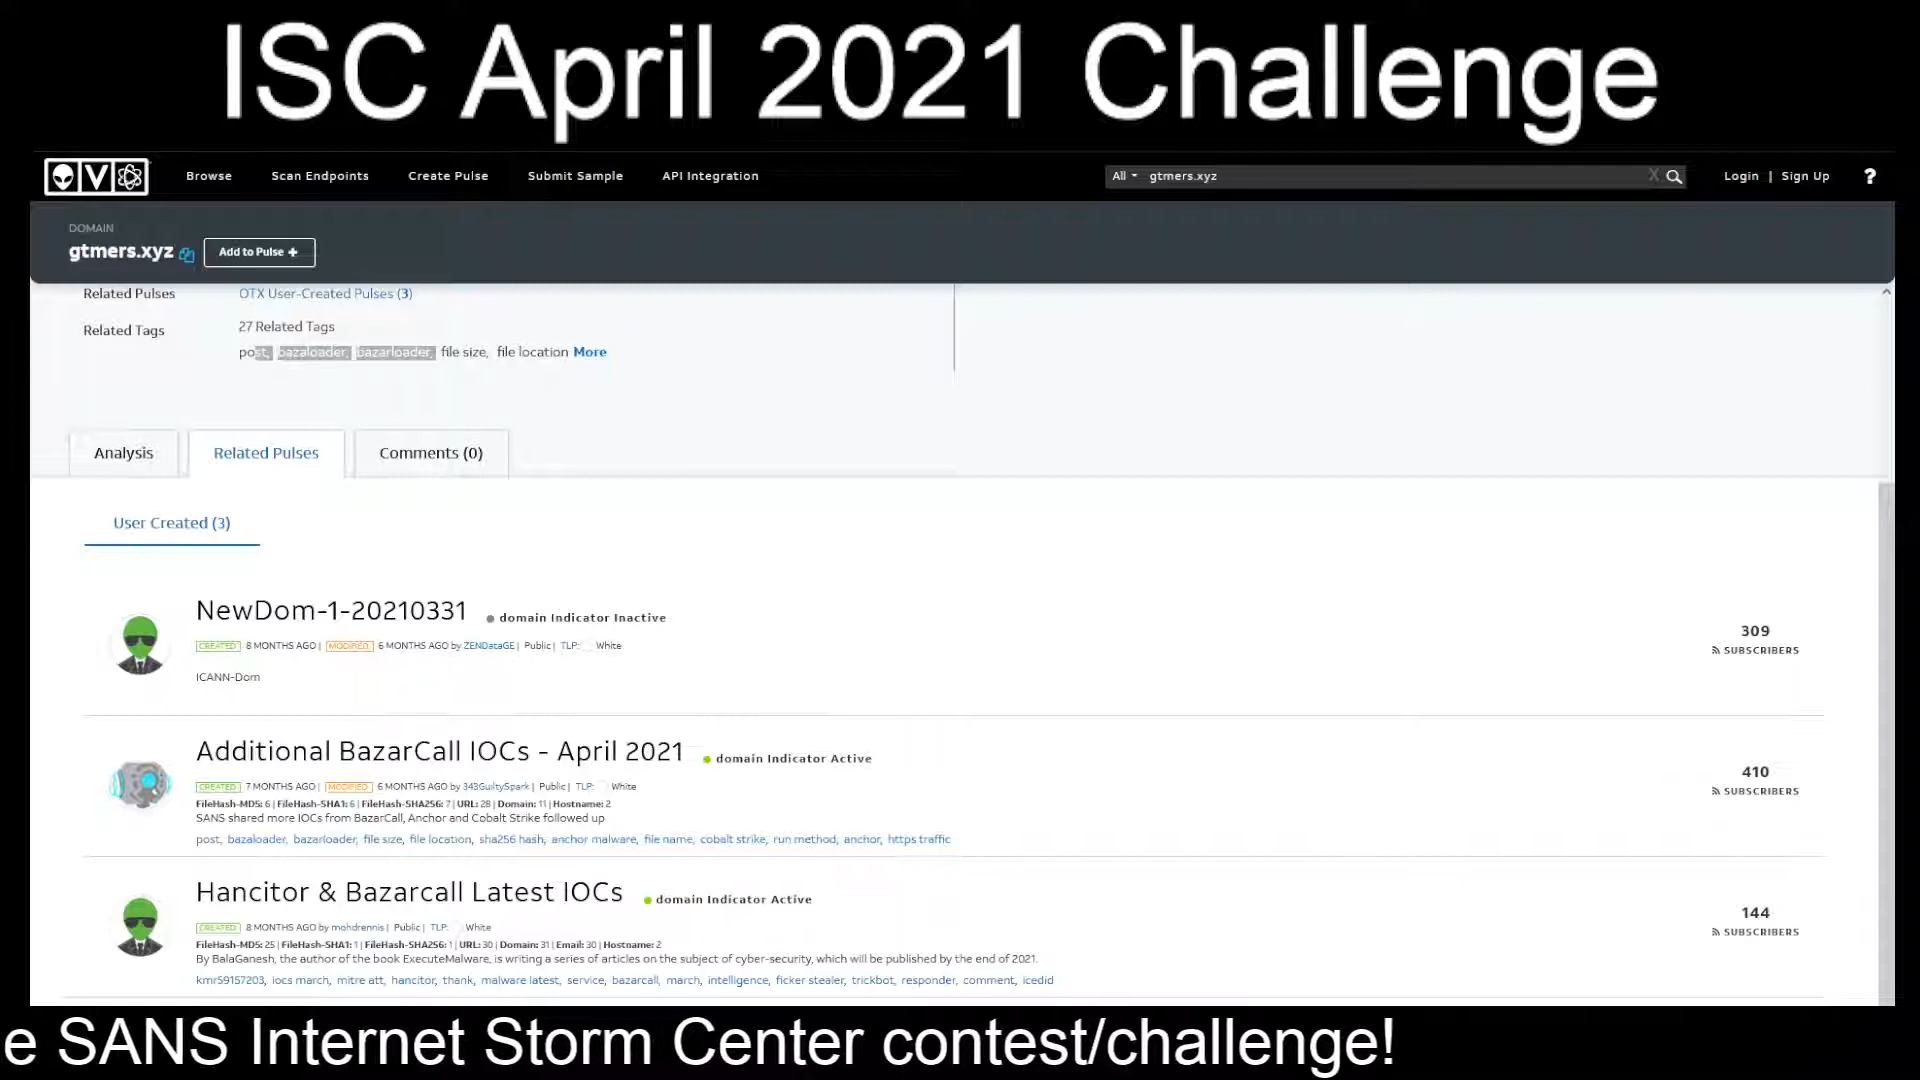 ISC April 2021 Challenge
V Browse Scan Endpoints Create Pulse Submit Sample API Integration All gtmers.xyz X Login | Sign Up ?
DOMAIN
gtmers.xyz Add to Pulse +
Related Pulses OTX User-Created Pulses (3)
Related Tags 27 Related Tags
post, bazaloader, bazarloader, file size, file location More
Analysis Related Pulses Comments (0)
User Created (3)
NewDom-1-20210331 domain Indicator Inactive
309
CREATED 8 MONTHS AGO | MODIFIED 6 MONTHS AGO by ZENDataGE | Public | TLP: White
SUBSCRIBERS
ICANN-Dom
Additional BazarCall IOCs - April 2021 domain Indicator Active
410
CREATED 7 MONTHS AGO | MODIFIED 6 MONTHS AGO by 343GuiltySpark | Public | TLP: White
SUBSCRIBERS
FileHash-MD5: 6 | FileHash-SHA1: 6 | FileHash-SHA256: 7 | URL: 28 | Domain: 11 | Hostname: 2
SANS shared more IOCs from BazarCall, Anchor and Cobalt Strike followed up
post, bazaloader, bazarloader, file size, file location, sha256 hash, anchor malware, file name, cobalt strike, run method, anchor, https traffic
Hancitor & Bazarcall Latest IOCs domain Indicator Active
144
CREATED 8 MONTHS AGO by mohdrennis | Public | TLP: White
SUBSCRIBERS
FileHash-MD5: 25 | FileHash-SHA1: 1 | FileHash-SHA256: 1 | URL: 30 | Domain: 31 | Email: 30 | Hostname: 2
By BalaGanesh, the author of the book ExecuteMalware, is writing a series of articles on the subject of cyber-security, which will be published by the end of 2021.
kmr59157203, iocs march, mitre att, hancitor, thank, malware latest, service, bazarcall, march, intelligence, ficker stealer, trickbot, responder, comment, icedid
e SANS Internet Storm Center contest/challenge!